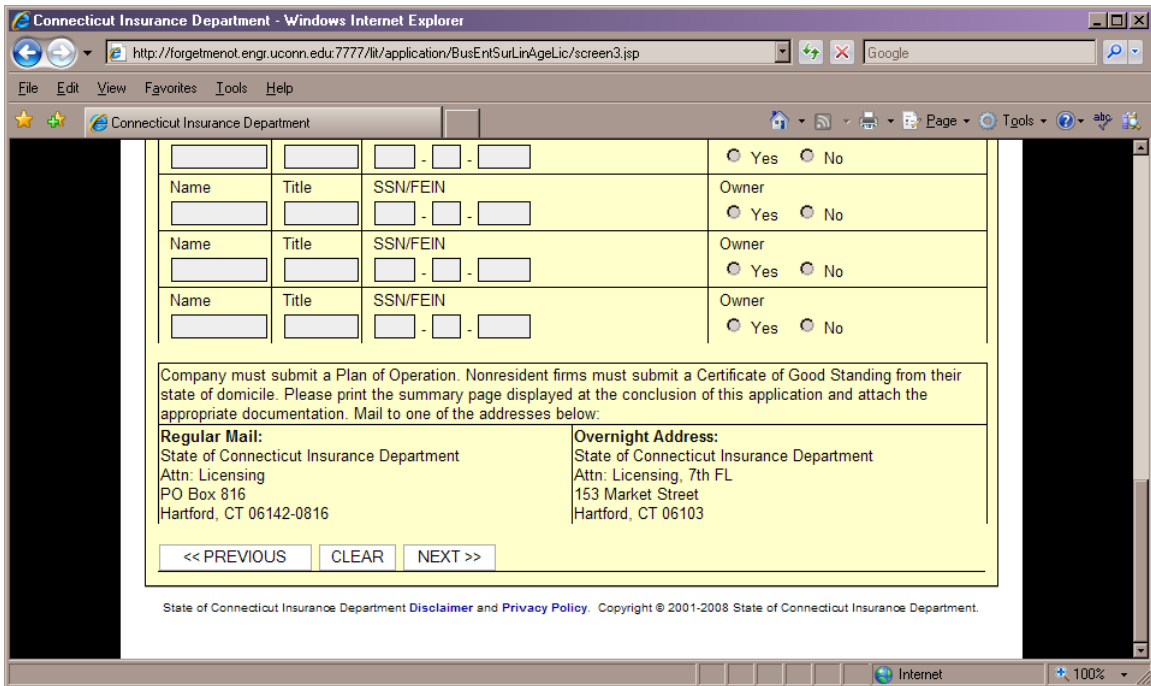 Connecticut Insurance Department - Windows Internet Explorer
http://forgetmenot.engr.uconn.edu:7777/lit/application/BusEntSurLinAgeLic/screen3.jsp
Google
File Edit View Favorites Tools Help
Connecticut Insurance Department
Page Tools
- - Yes No
Name Title SSN/FEIN Owner
- - Yes No
Name Title SSN/FEIN Owner
- - Yes No
Name Title SSN/FEIN Owner
- - Yes No
Company must submit a Plan of Operation. Nonresident firms must submit a Certificate of Good Standing from their
state of domicile. Please print the summary page displayed at the conclusion of this application and attach the
appropriate documentation. Mail to one of the addresses below:
Regular Mail:
State of Connecticut Insurance Department
Attn: Licensing
PO Box 816
Hartford, CT 06142-0816
Overnight Address:
State of Connecticut Insurance Department
Attn: Licensing, 7th FL
153 Market Street
Hartford, CT 06103
<< PREVIOUS CLEAR NEXT >>
State of Connecticut Insurance Department Disclaimer and Privacy Policy. Copyright © 2001-2008 State of Connecticut Insurance Department.
Internet 100%